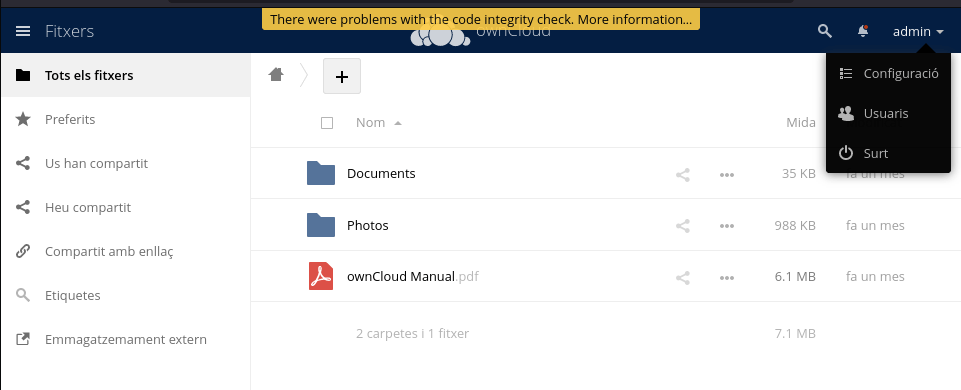 There were problems with the code integrity check. More information...
Fitxers
ownCloud
admin
Configuració
Usuaris
Surt
Tots els fitxers
Preferits
Us han compartit
Heu compartit
Compartit amb enllaç
Etiquetes
Emmagatzemament extern
+
Nom
Mida
Documents
35 KB
fa un mes
Photos
988 KB
fa un mes
ownCloud Manual.pdf
6.1 MB
fa un mes
2 carpetes i 1 fitxer
7.1 MB